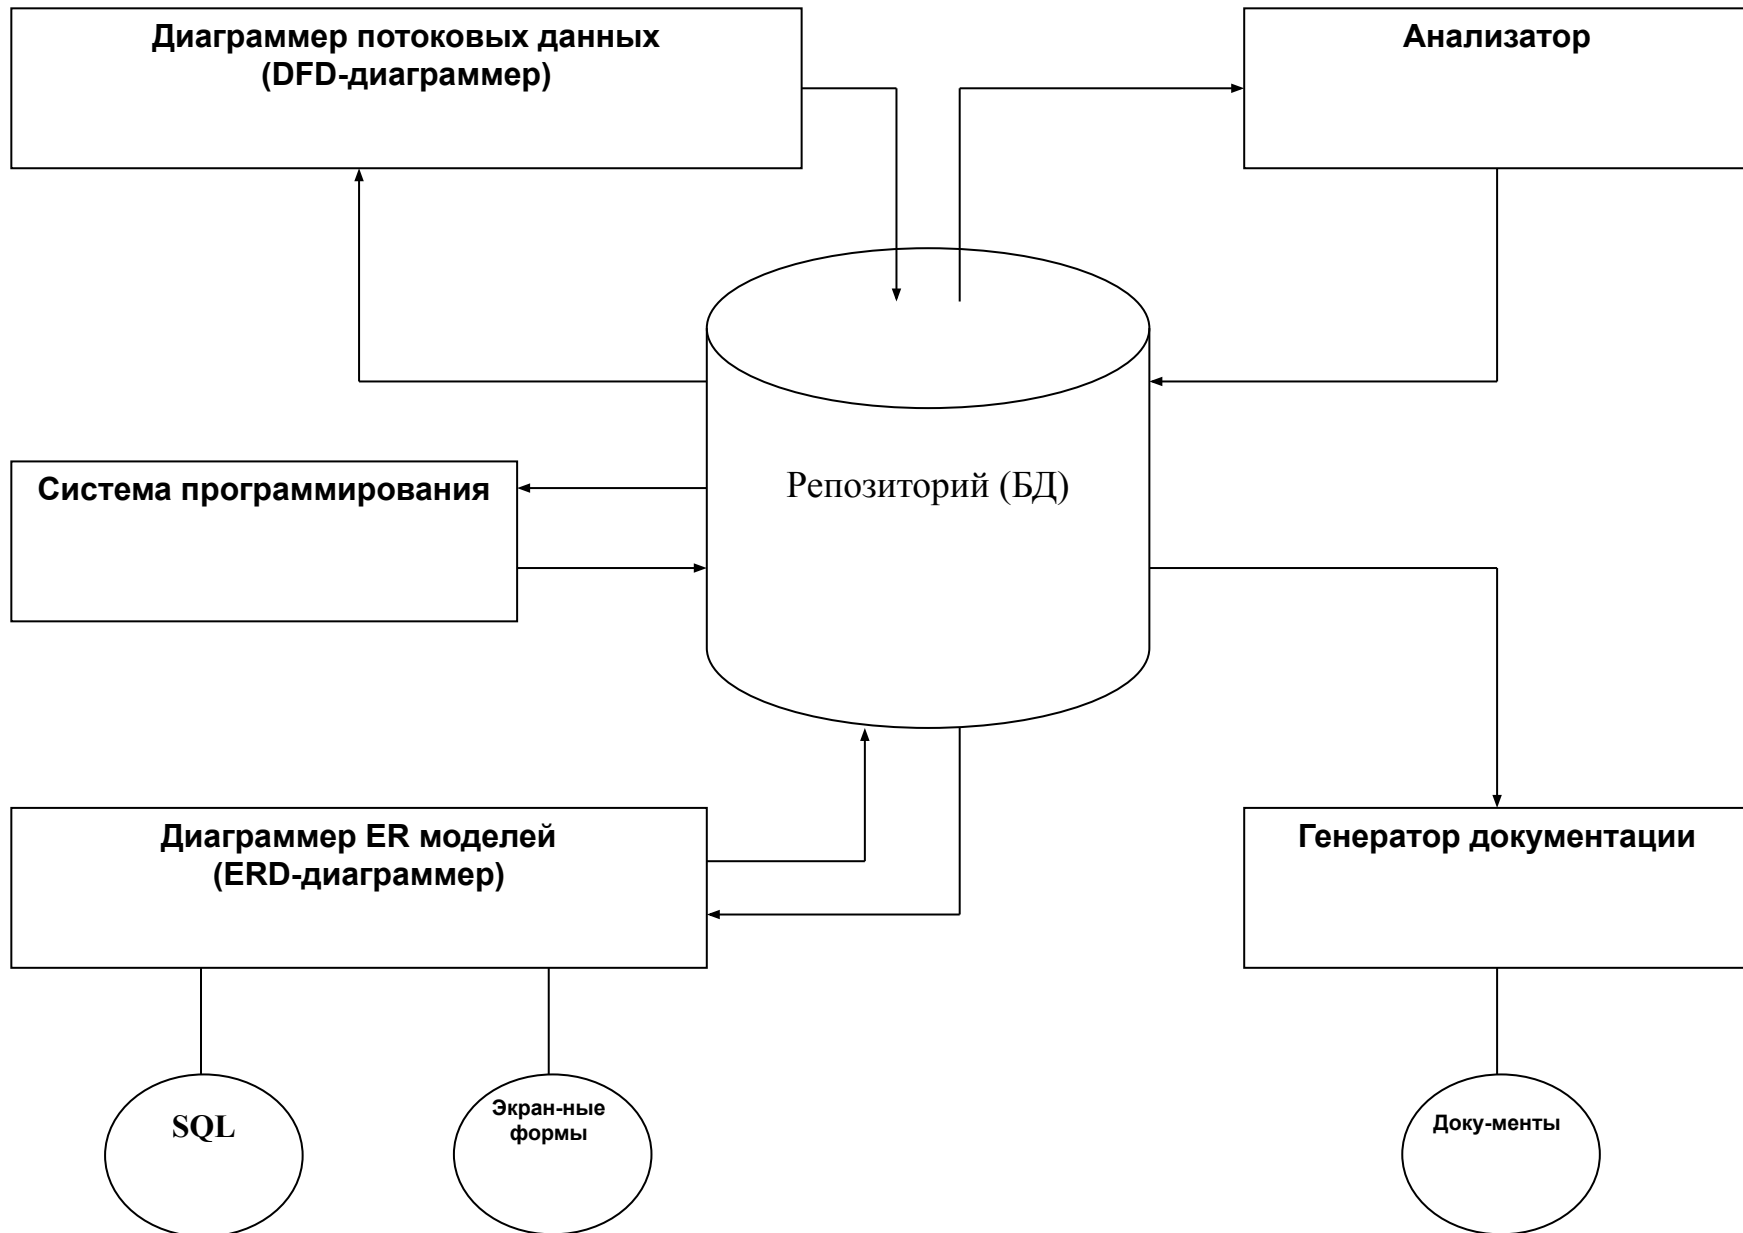 Диаграммер потоковых данных
(DFD-диаграммер)
Анализатор
Система программирования
Репозиторий (БД)
Диаграммер ER моделей
(ERD-диаграммер)
Генератор документации
SQL
Экран-ные
формы
Доку-менты